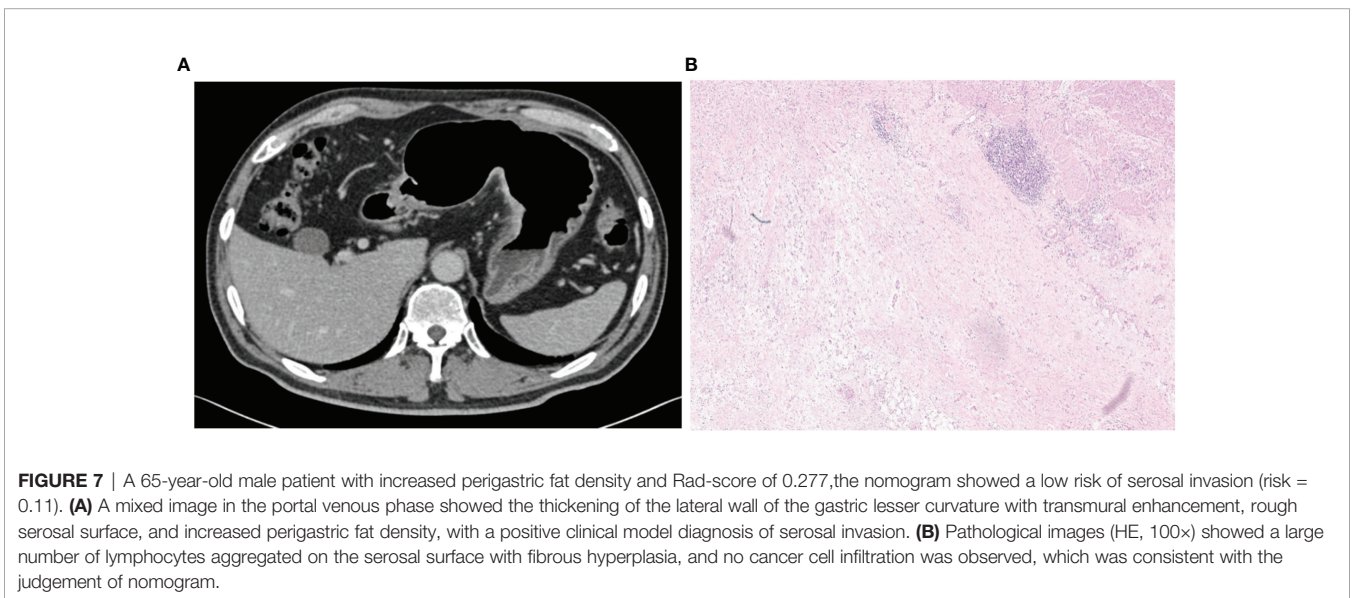 A
B
FIGURE 7 | A 65-year-old male patient with increased perigastric fat density and Rad-score of 0.277,the nomogram showed a low risk of serosal invasion (risk =
0.11). (A) A mixed image in the portal venous phase showed the thickening of the lateral wall of the gastric lesser curvature with transmural enhancement, rough
serosal surface, and increased perigastric fat density, with a positive clinical model diagnosis of serosal invasion. (B) Pathological images (HE, 100×) showed a large
number of lymphocytes aggregated on the serosal surface with fibrous hyperplasia, and no cancer cell infiltration was observed, which was consistent with the
judgement of nomogram.